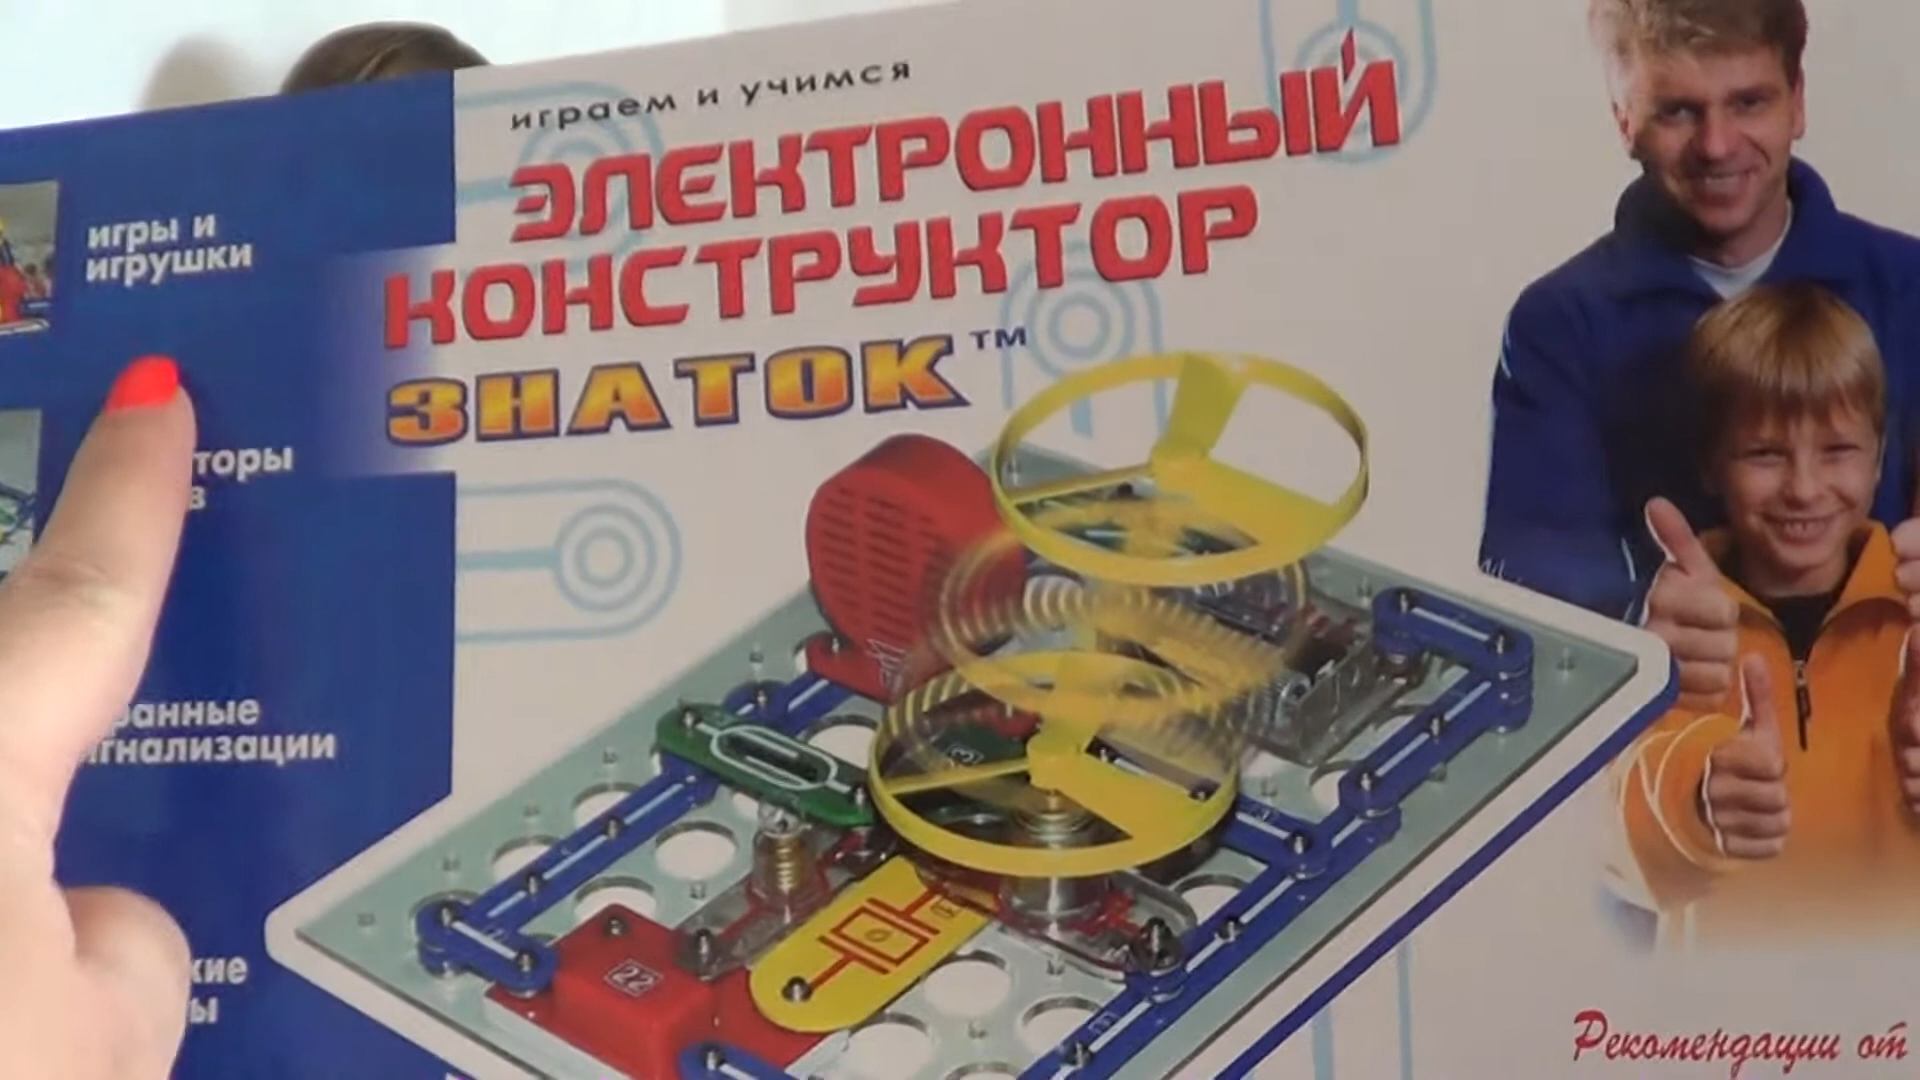 играем и учимся
ЭЛЕКТРОННЫЙ
КОНСТРУКТОР
ЗНАТОК™
игры и
игрушки
торы
в
ранные
игнализации
кие
ы
22
Рекомендации от